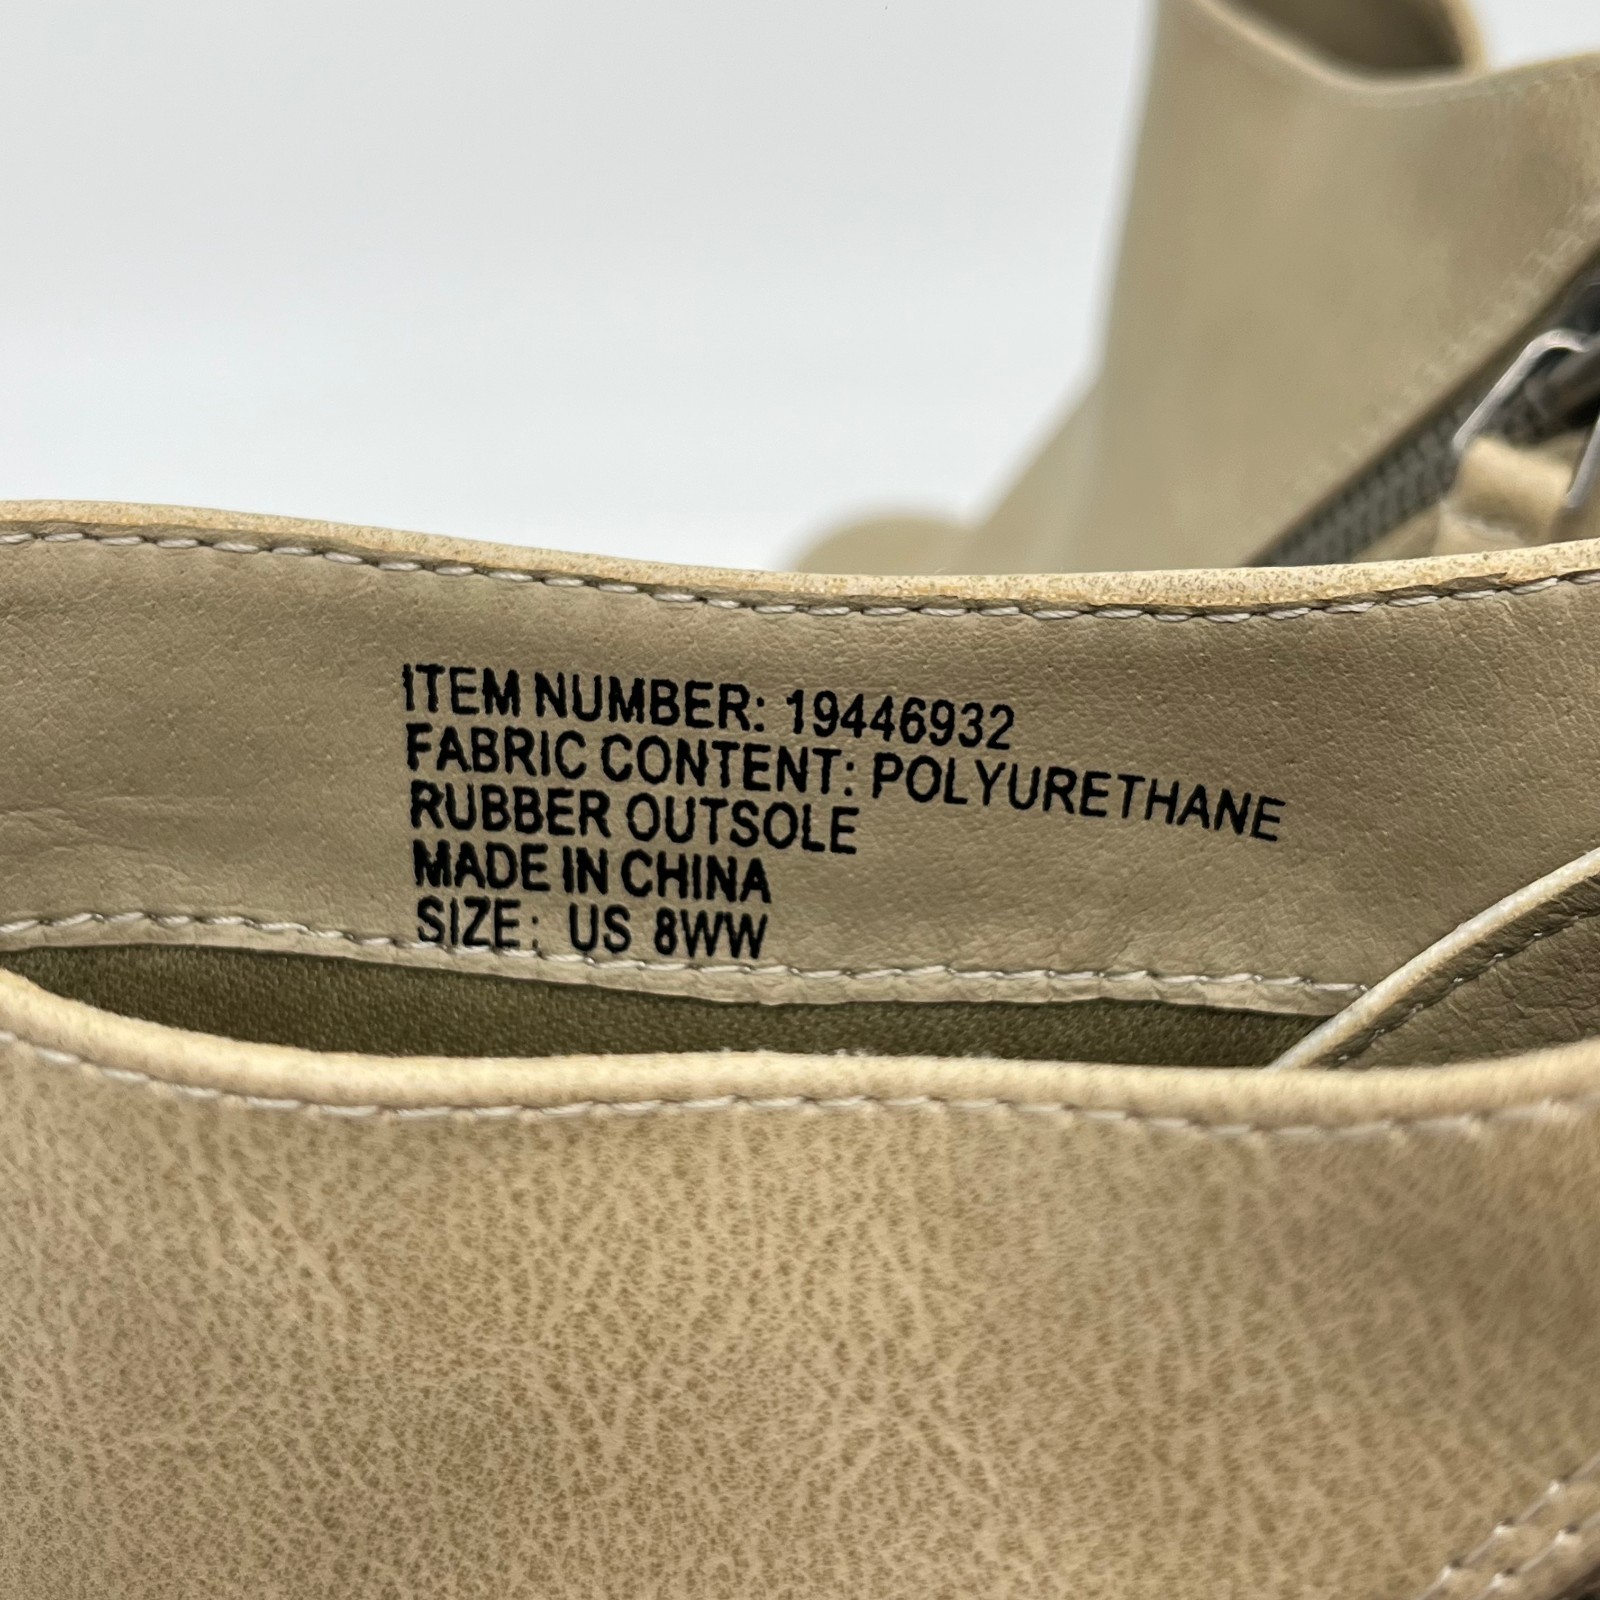 ITEM NUMBER: 19446932
FABRIC CONTENT: POLYURETHANE
RUBBER OUTSOLE
MADE IN CHINA
SIZE: US 8WW